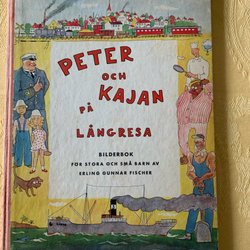 PETER
OCH
KAJAN
PÅ
LÅNGRESA
BILDERBOK
FÖR STORA OCH SMÅ BARN AV
ERLING GUNNAR FISCHER